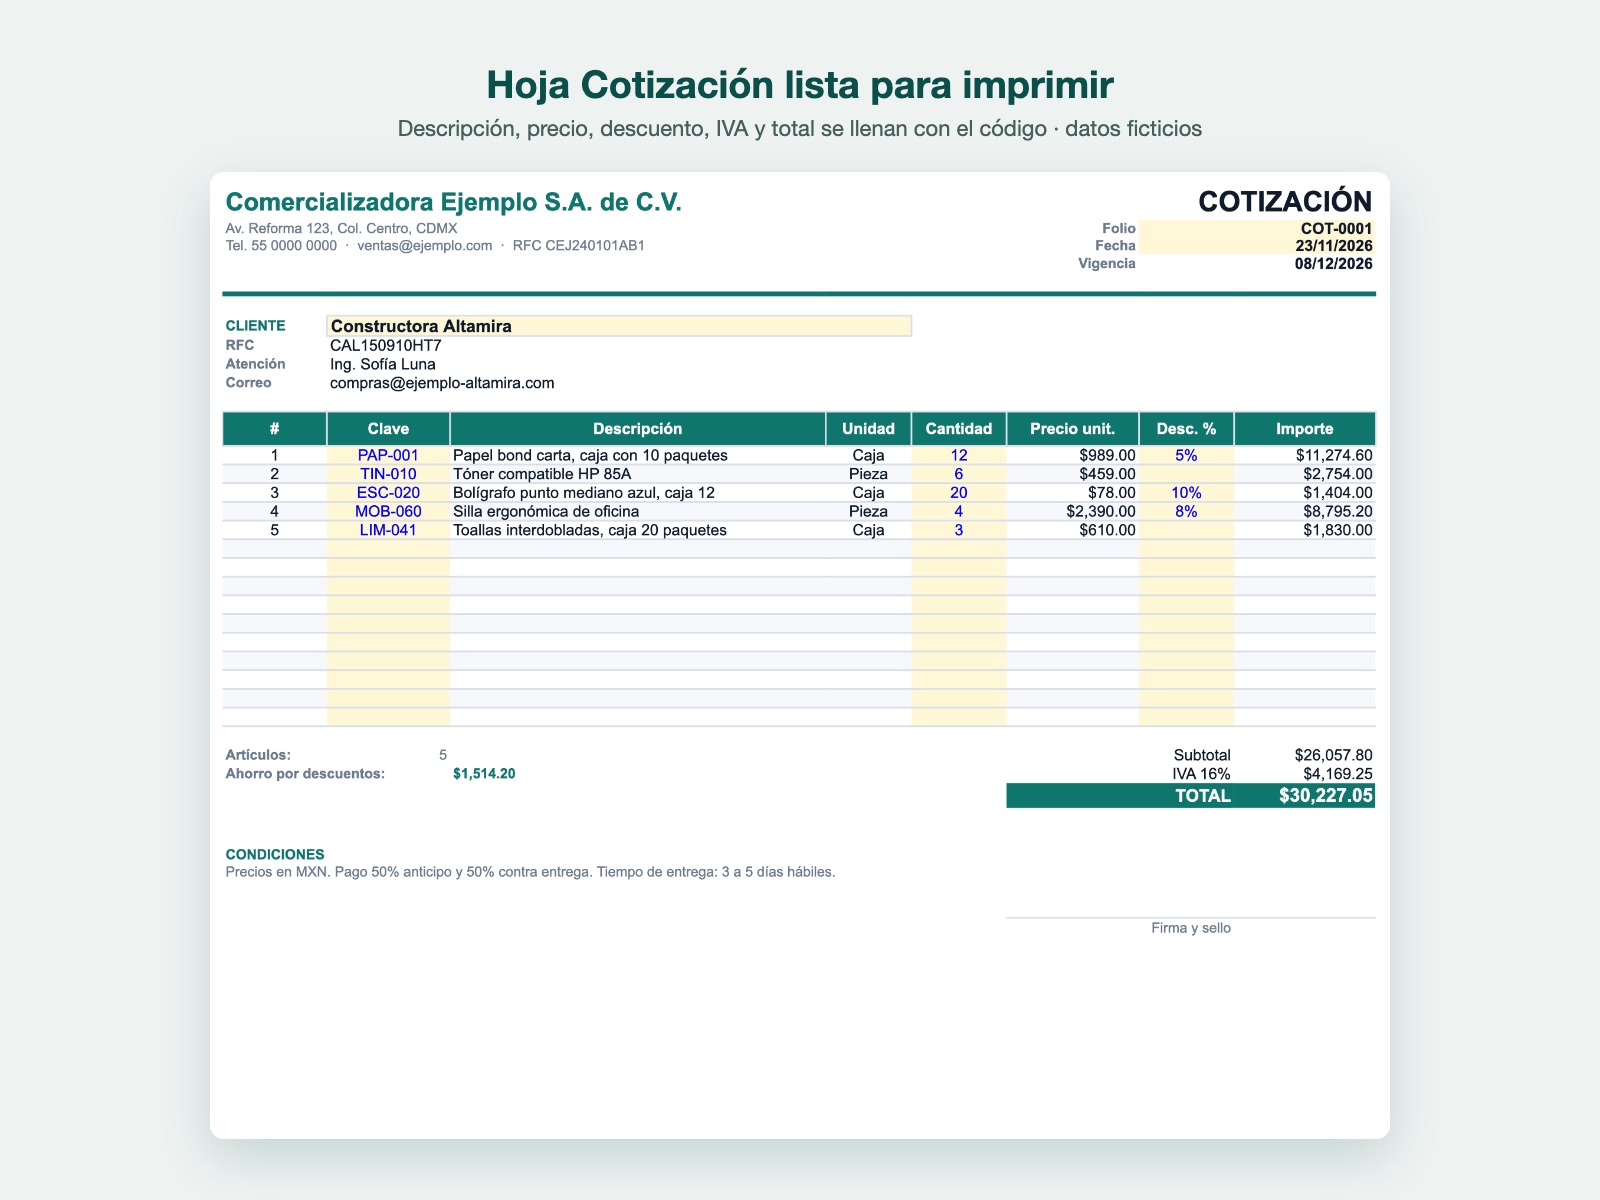 Hoja Cotización lista para imprimir
Descripción, precio, descuento, IVA y total se llenan con el código · datos ficticios
Comercializadora Ejemplo S.A. de C.V.
COTIZACIÓN
Av. Reforma 123, Col. Centro, CDMX
Folio COT-0001
Tel. 55 0000 0000 · ventas@ejemplo.com · RFC CEJ240101AB1
Fecha 23/11/2026
Vigencia 08/12/2026
CLIENTE Constructora Altamira
RFC CAL150910HT7
Atención Ing. Sofía Luna
Correo compras@ejemplo-altamira.com
# Clave Descripción Unidad Cantidad Precio unit. Desc. % Importe
1 PAP-001 Papel bond carta, caja con 10 paquetes Caja 12 $989.00 5% $11,274.60
2 TIN-010 Tóner compatible HP 85A Pieza 6 $459.00 $2,754.00
3 ESC-020 Bolígrafo punto mediano azul, caja 12 Caja 20 $78.00 10% $1,404.00
4 MOB-060 Silla ergonómica de oficina Pieza 4 $2,390.00 8% $8,795.20
5 LIM-041 Toallas interdobladas, caja 20 paquetes Caja 3 $610.00 $1,830.00
Artículos: 5
Subtotal $26,057.80
Ahorro por descuentos: $1,514.20
IVA 16% $4,169.25
TOTAL $30,227.05
CONDICIONES
Precios en MXN. Pago 50% anticipo y 50% contra entrega. Tiempo de entrega: 3 a 5 días hábiles.
Firma y sello